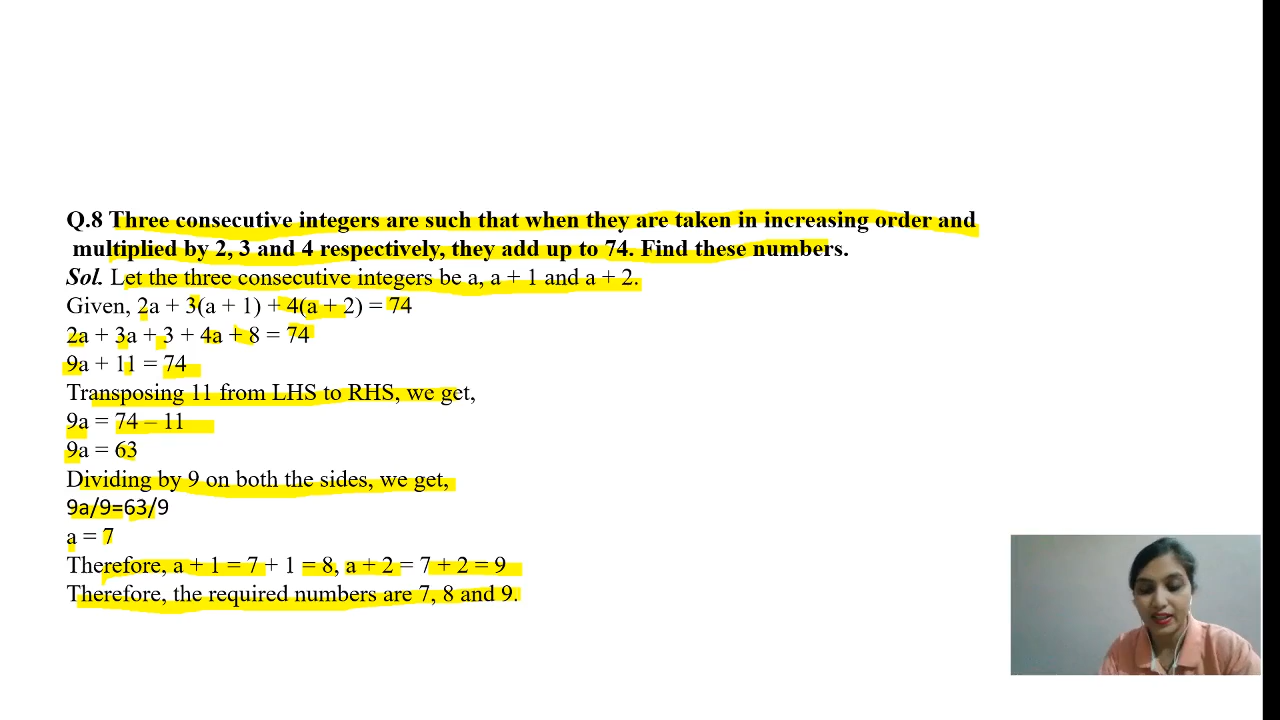 Q.8 Three consecutive integers are such that when they are taken in increasing order and
multiplied by 2, 3 and 4 respectively, they add up to 74. Find these numbers.
Sol. Let the three consecutive integers be a, a + 1 and a + 2.
Given, 2a + 3(a + 1) + 4(a + 2) = 74
2a + 3a + 3 + 4a + 8 = 74
9a + 11 = 74
Transposing 11 from LHS to RHS, we get,
9a = 74 – 11
9a = 63
Dividing by 9 on both the sides, we get,
9a/9=63/9
a = 7
Therefore, a + 1 = 7 + 1 = 8, a + 2 = 7 + 2 = 9
Therefore, the required numbers are 7, 8 and 9.